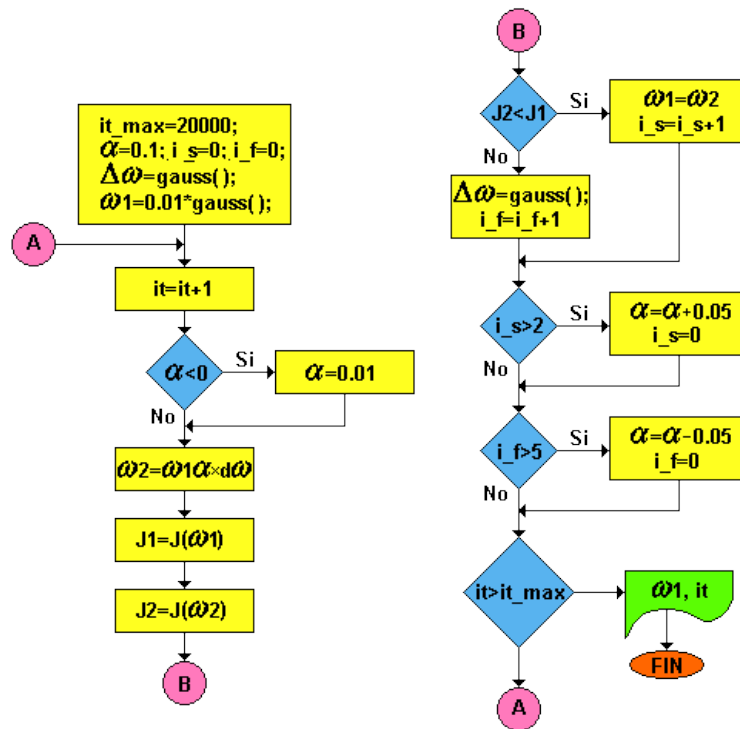 it_max=20000;
α=0.1; i_s=0; i_f=0;
Δω=gauss();
ω1=0.01*gauss();
A
it=it+1
α<0
Si
α=0.01
No
ω2=ω1α×dω
J1=J(ω1)
J2=J(ω2)
B
B
J2<J1
Si
ω1=ω2
i_s=i_s+1
No
Δω=gauss();
i_f=i_f+1
i_s>2
Si
α=α+0.05
i_s=0
No
i_f>5
Si
α=α-0.05
i_f=0
No
it>it_max
ω1, it
FIN
A